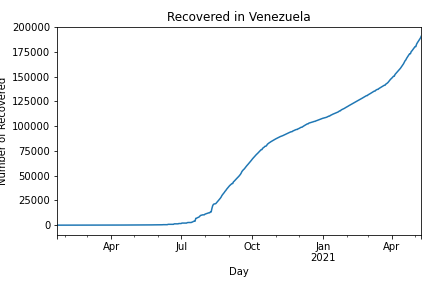 Recovered in Venezuela
200000
175000
150000
125000
100000
75000
50000
25000
0
Number of Recovered
Apr
Jul
Oct
Jan
2021
Apr
Day